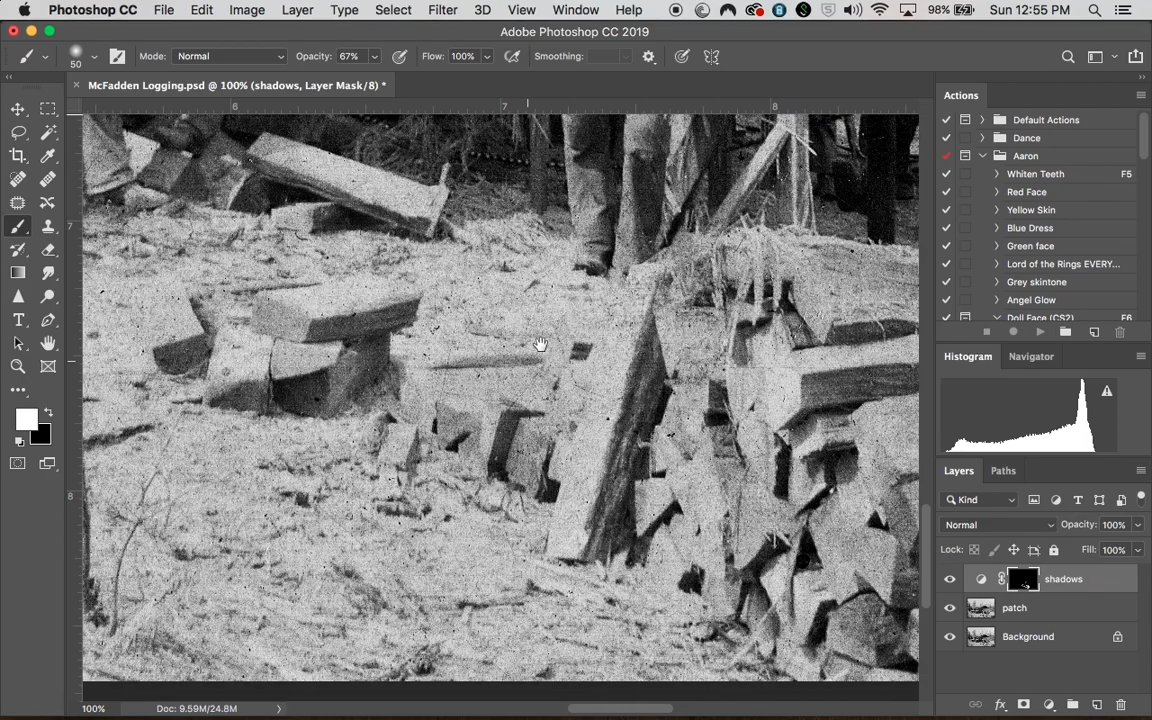 Photoshop CC File Edit Image Layer Type Select Filter 3D View Window Help 98% Sun 12:55 PM
Adobe Photoshop CC 2019
50 Mode: Normal Opacity: 67% Flow: 100% Smoothing:
McFadden Logging.psd @ 100% (shadows, Layer Mask/8) *
6 7 8
7
8
Actions
Default Actions
Dance
Aaron
Whiten Teeth F5
Red Face
Yellow Skin
Blue Dress
Green face
Lord of the Rings EVERY...
Grey skintone
Angel Glow
Doll Face (CS2) F6
Histogram Navigator
Layers Paths
Kind
Normal Opacity: 100%
Lock: Fill: 100%
shadows
patch
Background
100% Doc: 9.59M/24.8M